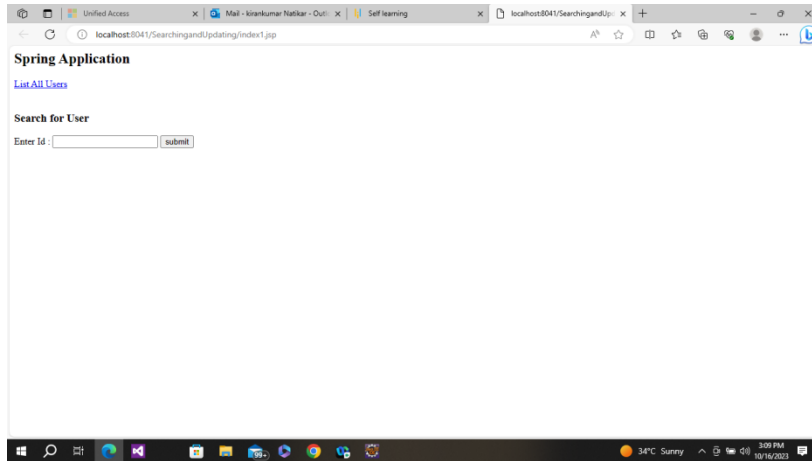 Unified Access
Mail - kirankumar Natikar - Outl
Self learning
localhost:8041/SearchingandUp
localhost:8041/SearchingandUpdating/index1.jsp
Spring Application
List All Users
Search for User
Enter Id :
submit
99+
34°C Sunny
3:09 PM
10/16/2023